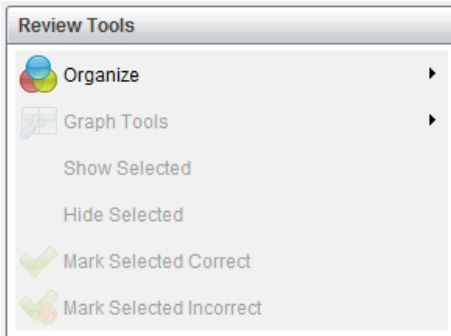 Review Tools
Organize
Graph Tools
Show Selected
Hide Selected
Mark Selected Correct
Mark Selected Incorrect